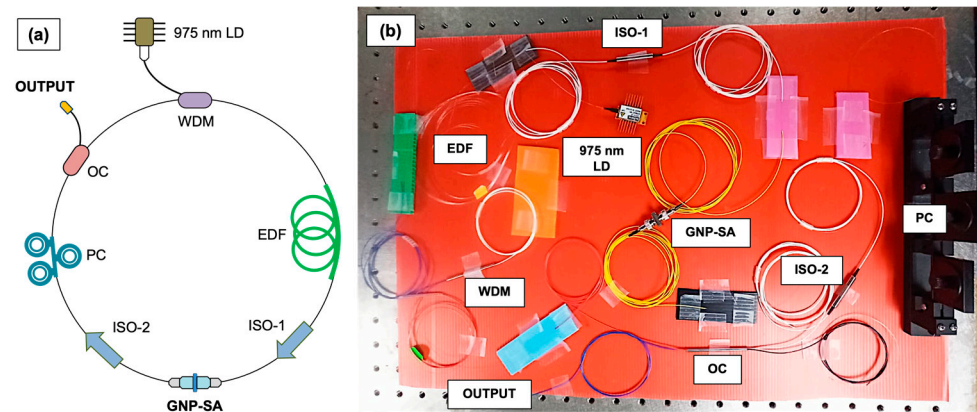 (a)
975 nm LD
OUTPUT
WDM
OC
EDF
PC
ISO-2
ISO-1
GNP-SA
(b)
ISO-1
EDF
975 nm
LD
PC
GNP-SA
ISO-2
WDM
OC
OUTPUT